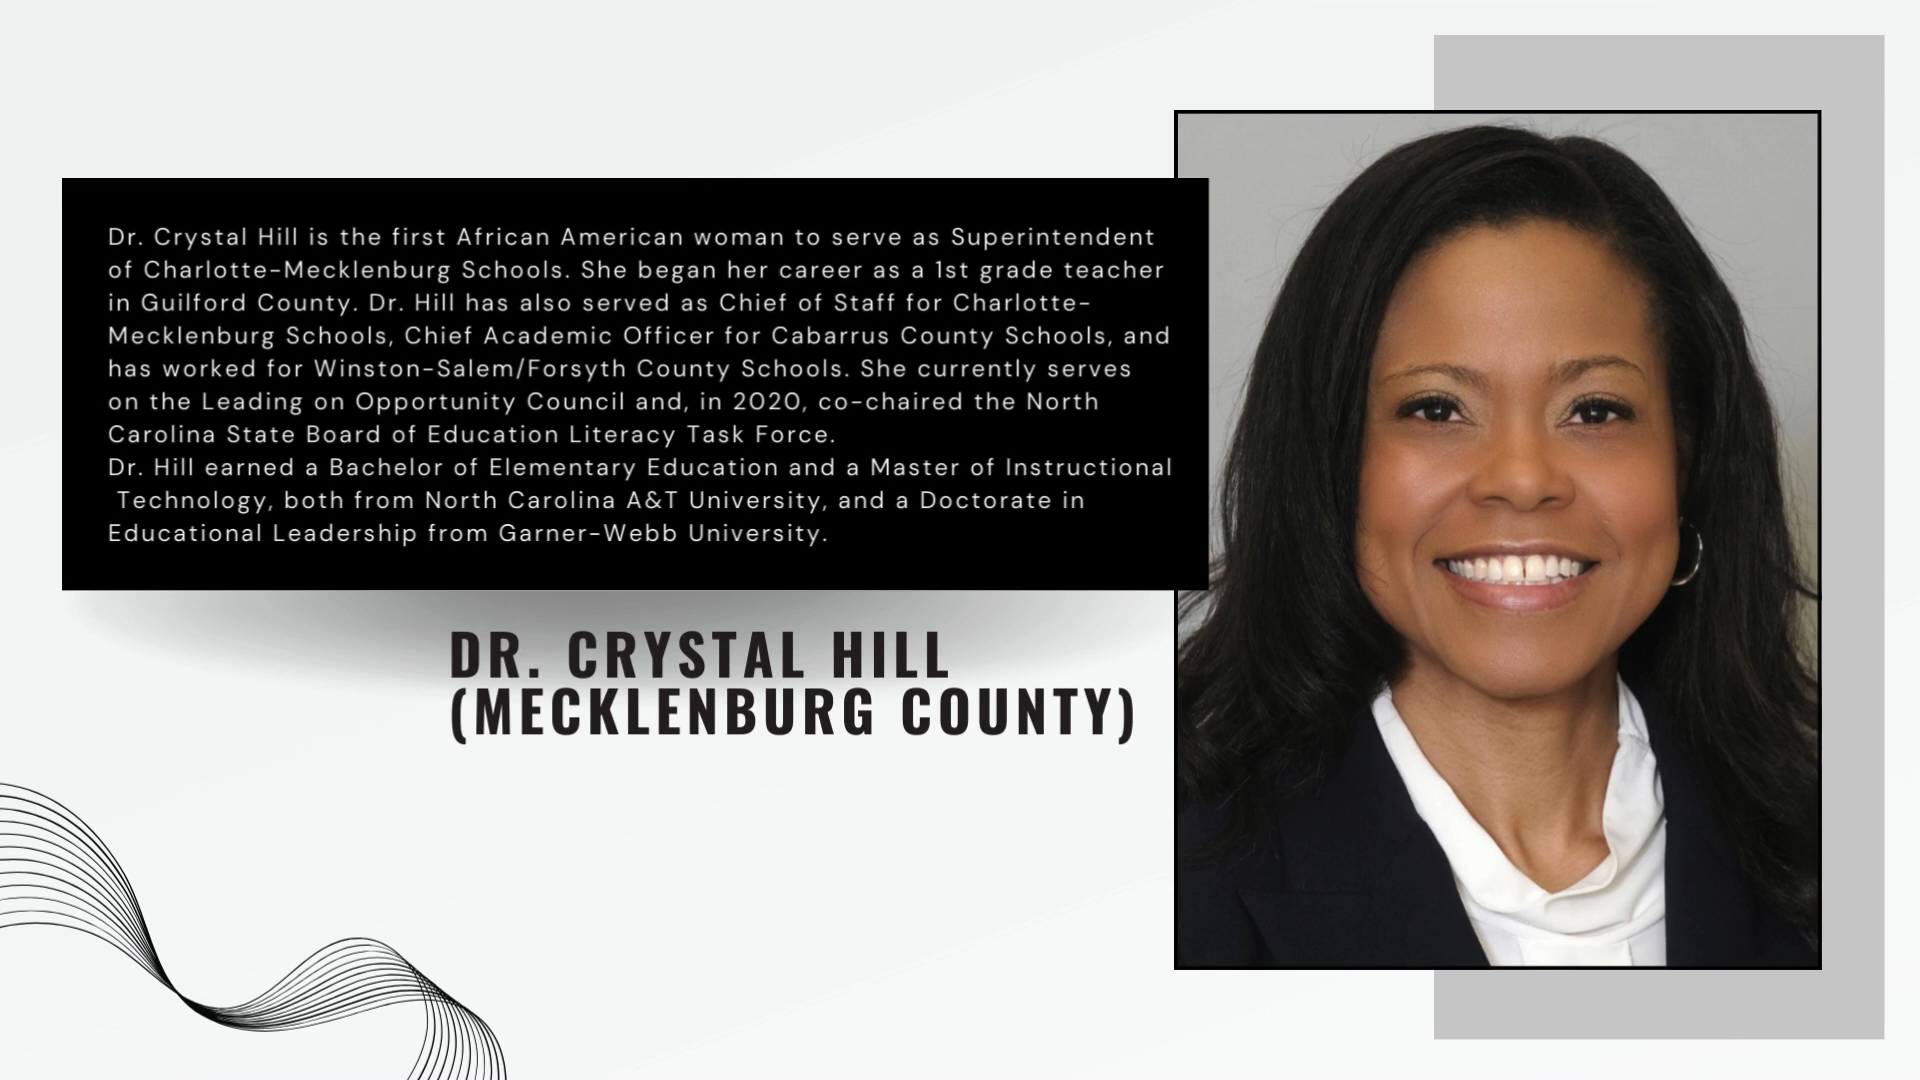 Dr. Crystal Hill is the first African American woman to serve as Superintendent
of Charlotte-Mecklenburg Schools. She began her career as a 1st grade teacher
in Guilford County. Dr. Hill has also served as Chief of Staff for Charlotte-
Mecklenburg Schools, Chief Academic Officer for Cabarrus County Schools, and
has worked for Winston-Salem/Forsyth County Schools. She currently serves
on the Leading on Opportunity Council and, in 2020, co-chaired the North
Carolina State Board of Education Literacy Task Force.
Dr. Hill earned a Bachelor of Elementary Education and a Master of Instructional
Technology, both from North Carolina A&T University, and a Doctorate in
Educational Leadership from Garner-Webb University.
DR. CRYSTAL HILL
(MECKLENBURG COUNTY)